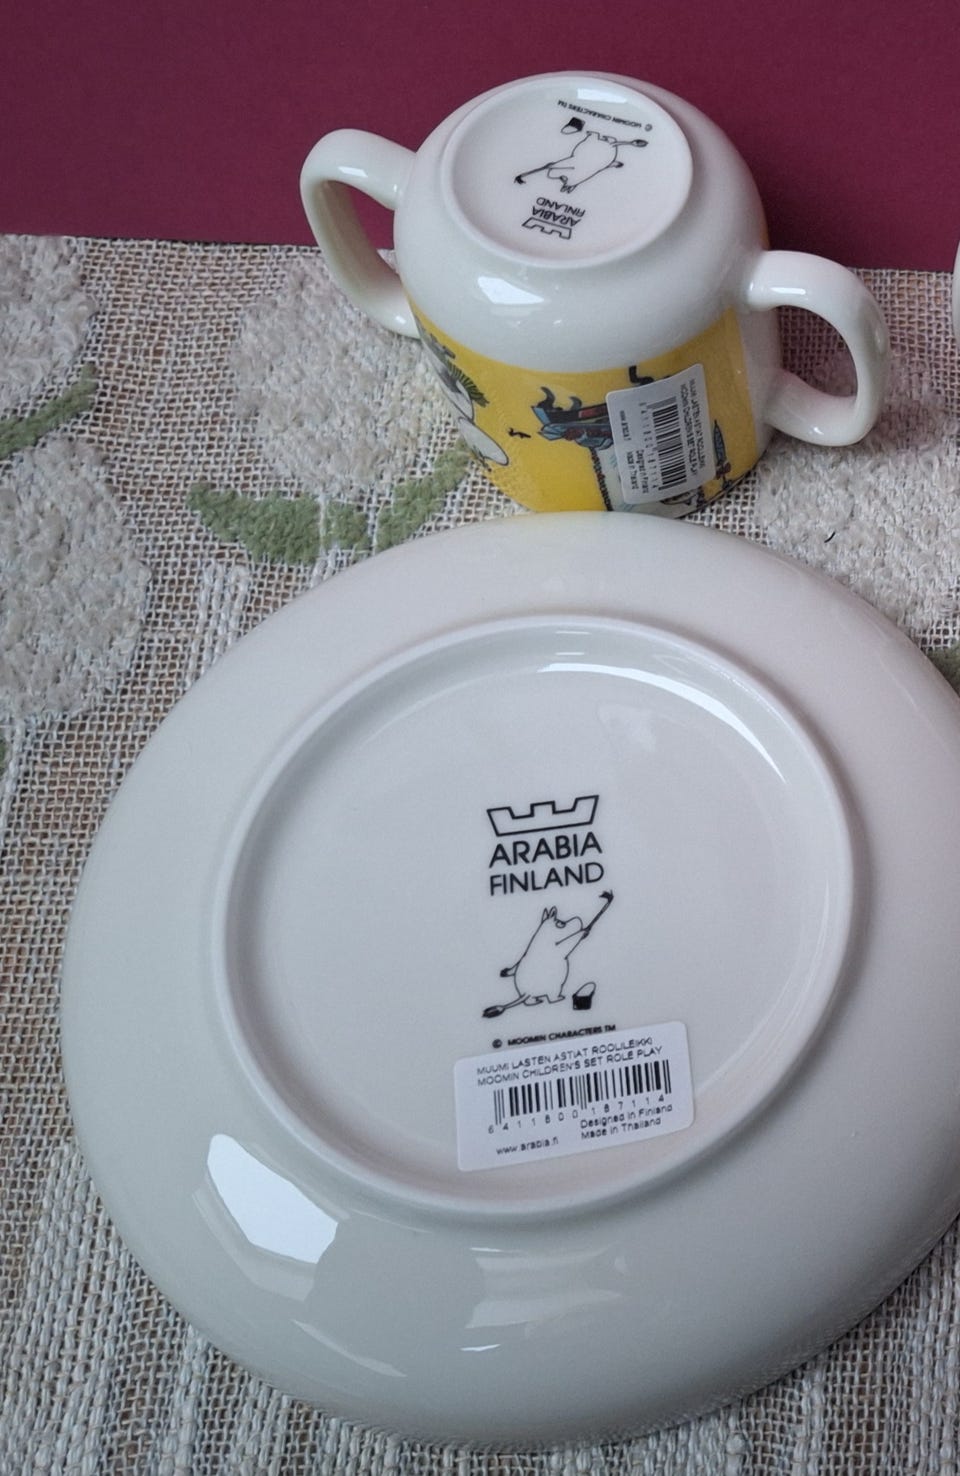 © MOOMIN CHARACTERS TM
ARABIA
FINLAND
ARABIA
FINLAND
© MOOMIN CHARACTERS TM
MUUMI LASTEN ASTIAT ROOLILEIKKI
MOOMIN CHILDREN'S SET ROLE PLAY
6 411800 187114
Designed in Finland
www.arabia.fi Made in Thailand